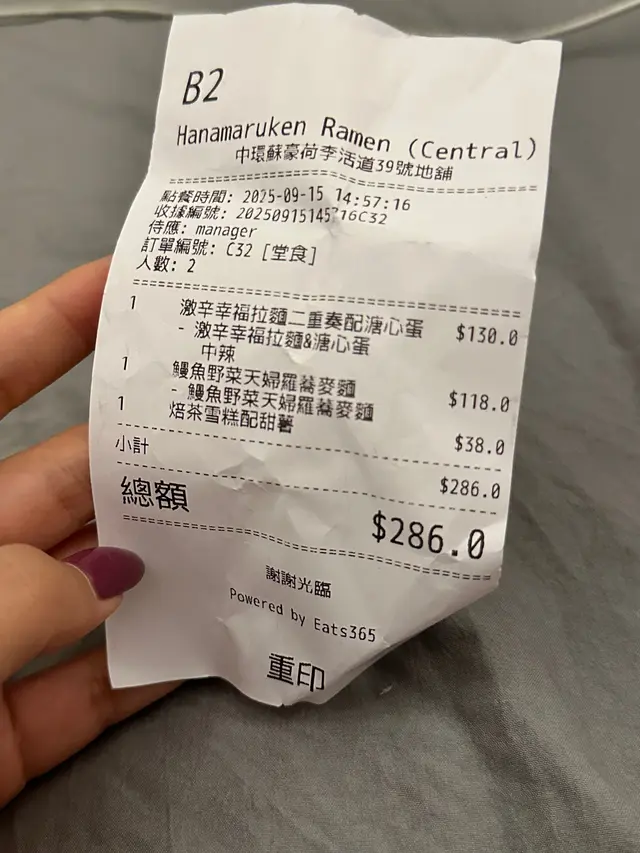 B2
Hanamaruken Ramen (Central)
中環蘇豪荷李活道39號地舖
點餐時間: 2025-09-15 14:57:16
收據編號: 20250915145716C32
侍應: manager
訂單編號: C32 [堂食]
人數: 2
1 激辛幸福拉麵二重奏配溏心蛋 $130.0
- 激辛幸福拉麵&溏心蛋
中辣
1 鰻魚野菜天婦羅蕎麥麵 $118.0
- 鰻魚野菜天婦羅蕎麥麵
1 焙茶雪糕配甜薯 $38.0
小計 $286.0
總額 $286.0
謝謝光臨
Powered by Eats365
重印